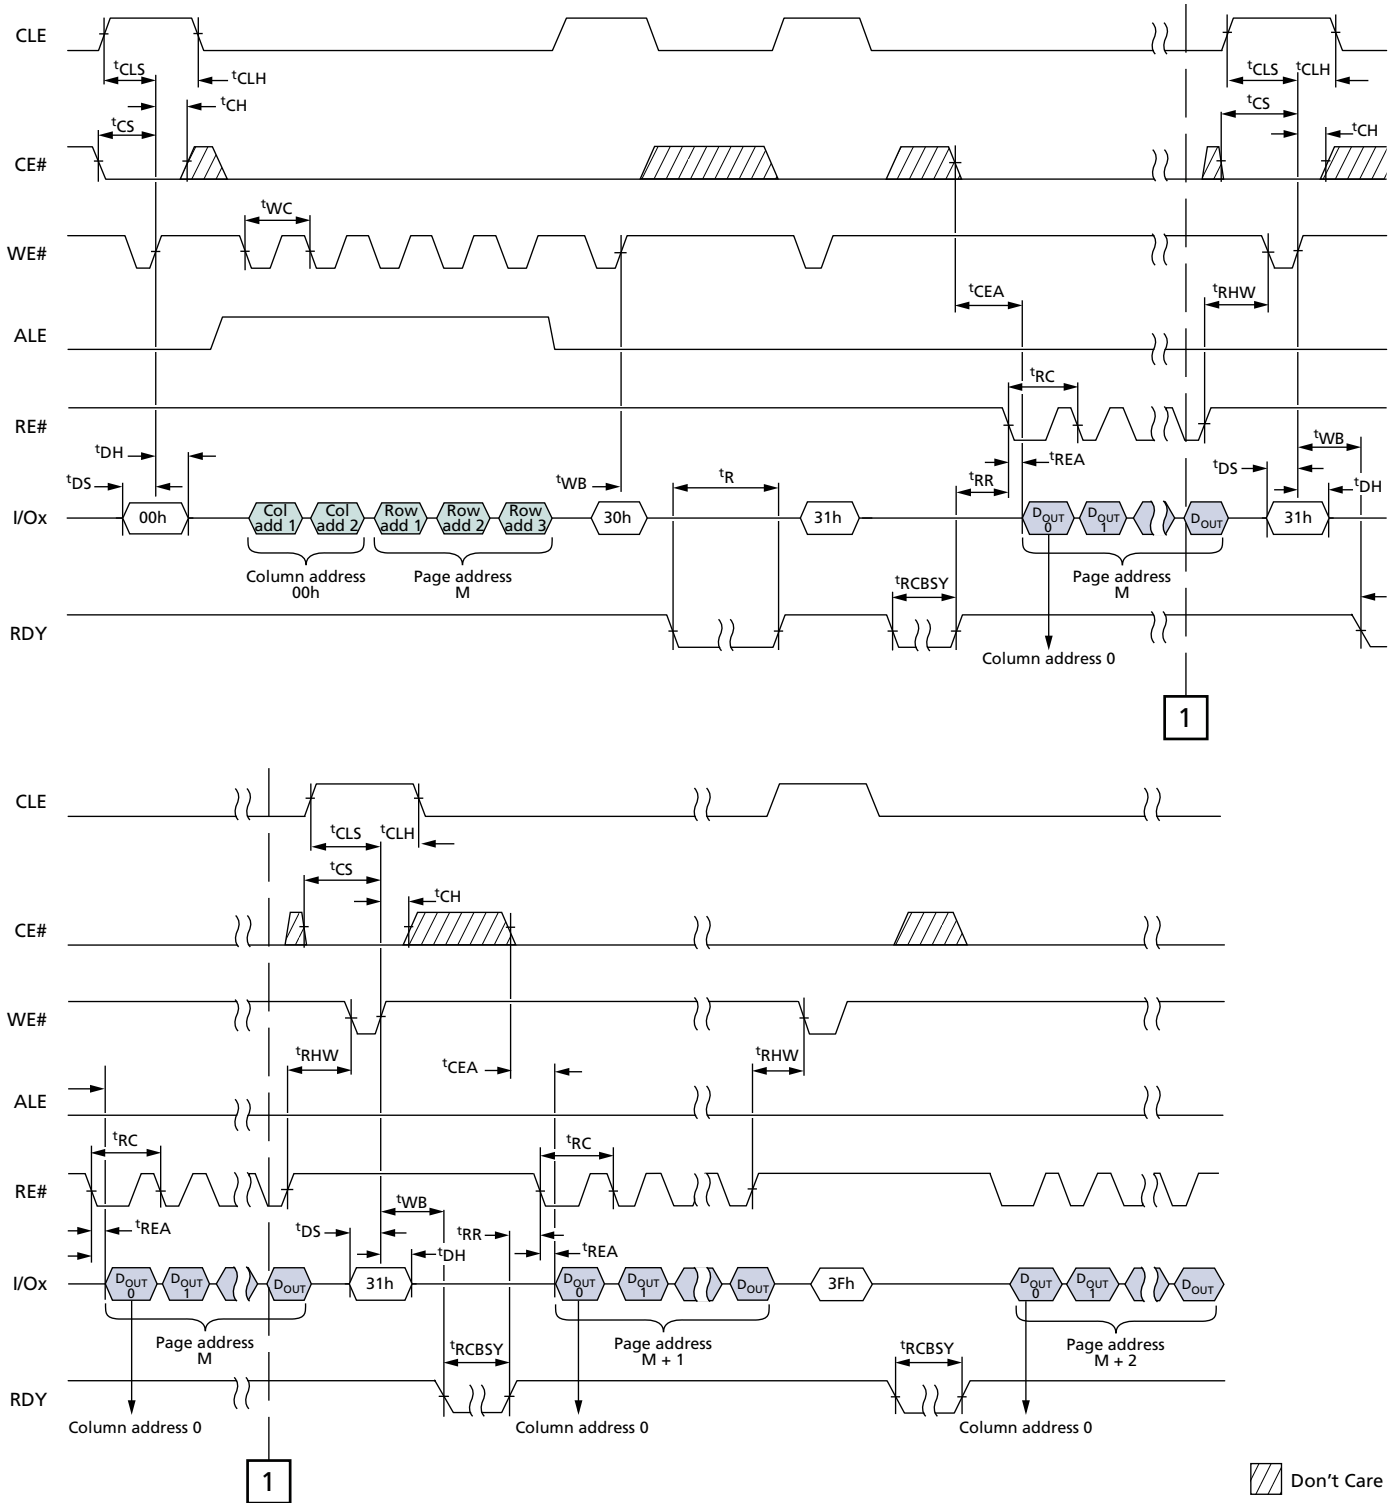 CLE
tCLS
tCLH
tCLS
tCLH
tCH
tCS
tCS
tCH
CE#
tWC
WE#
tCEA
tRHW
ALE
tRC
RE#
tDH
tREA
tWB
tDS
tWB
tR
tRR
tDS
tDH
I/Ox
00h
Col add 1
Col add 2
Row add 1
Row add 2
Row add 3
30h
31h
DOUT 0
DOUT 1
DOUT
31h
Column address
00h
Page address
M
tRCBSY
Page address
M
RDY
Column address 0
1
CLE
tCLS
tCLH
tCS
tCH
CE#
WE#
tRHW
tCEA
tRHW
ALE
tRC
tRC
RE#
tREA
tDS
tWB
tDH
tRR
tREA
I/Ox
DOUT 0
DOUT 1
DOUT
31h
DOUT 0
DOUT 1
DOUT
3Fh
DOUT 0
DOUT 1
DOUT
Page address
M
tRCBSY
Page address
M + 1
tRCBSY
Page address
M + 2
RDY
Column address 0
Column address 0
Column address 0
1
Don't Care